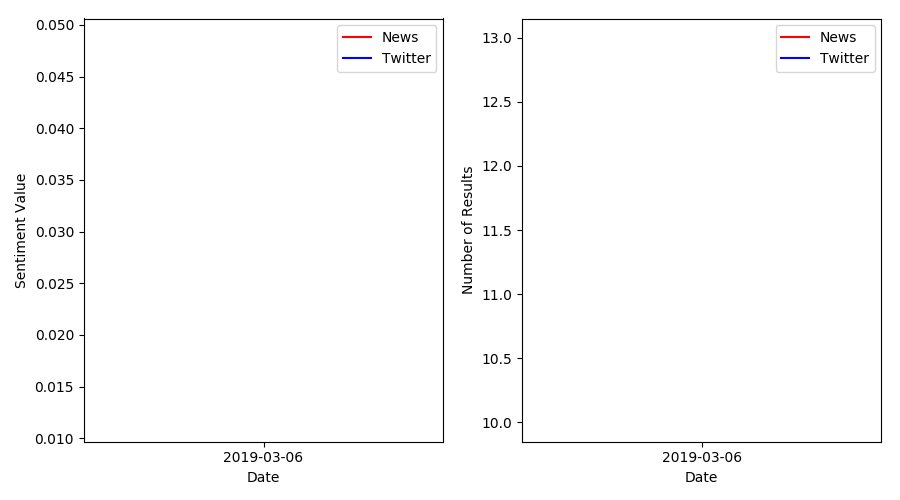 0.050
0.045
0.040
0.035
0.030
0.025
0.020
0.015
0.010
Sentiment Value
News
Twitter
2019-03-06
Date
13.0
12.5
12.0
11.5
11.0
10.5
10.0
Number of Results
News
Twitter
2019-03-06
Date